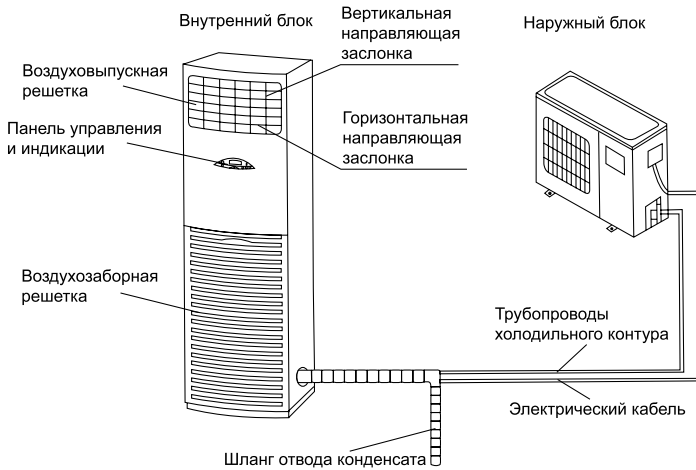 Внутренний блок
Вертикальная
направляющая
заслонка
Наружный блок
Воздуховыпускная
решетка
Горизонтальная
направляющая
заслонка
Панель управления
и индикации
Воздухозаборная
решетка
Трубопроводы
холодильного контура
Электрический кабель
Шланг отвода конденсата